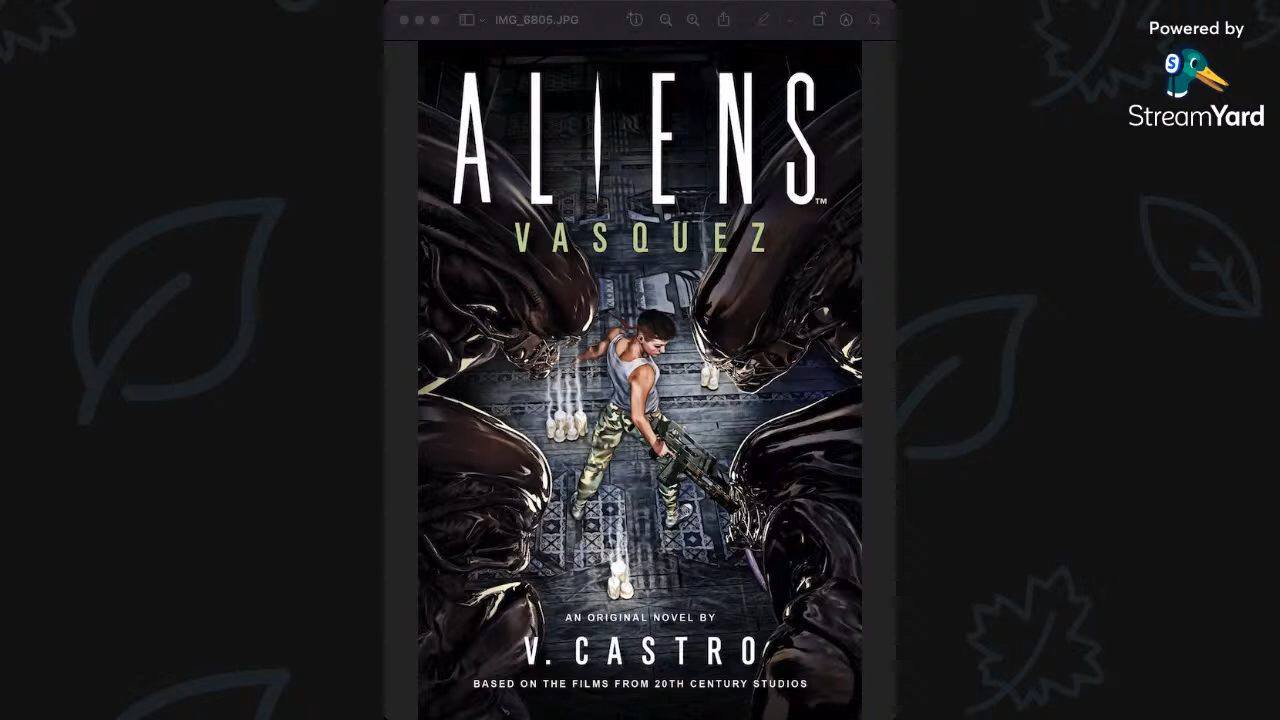 IMG_6805.JPG
Powered by
S
StreamYard
ALIENS™
VASQUEZ
AN ORIGINAL NOVEL BY
V. CASTRO
BASED ON THE FILMS FROM 20TH CENTURY STUDIOS